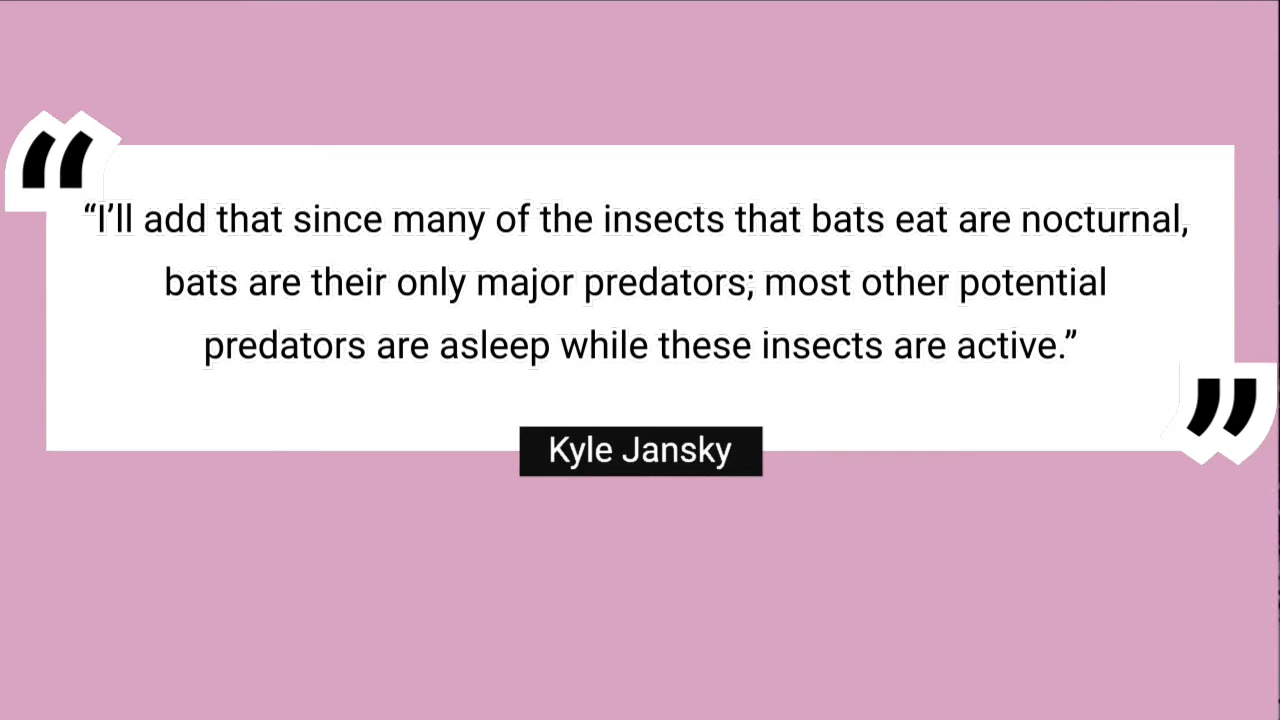 “I’ll add that since many of the insects that bats eat are nocturnal,
bats are their only major predators; most other potential
predators are asleep while these insects are active.”
Kyle Jansky